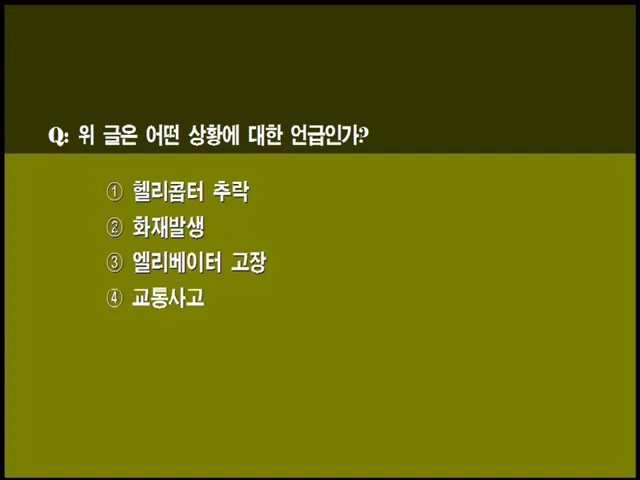 Q: 위 글은 어떤 상황에 대한 언급인가?
① 헬리콥터 추락
② 화재발생
③ 엘리베이터 고장
④ 교통사고